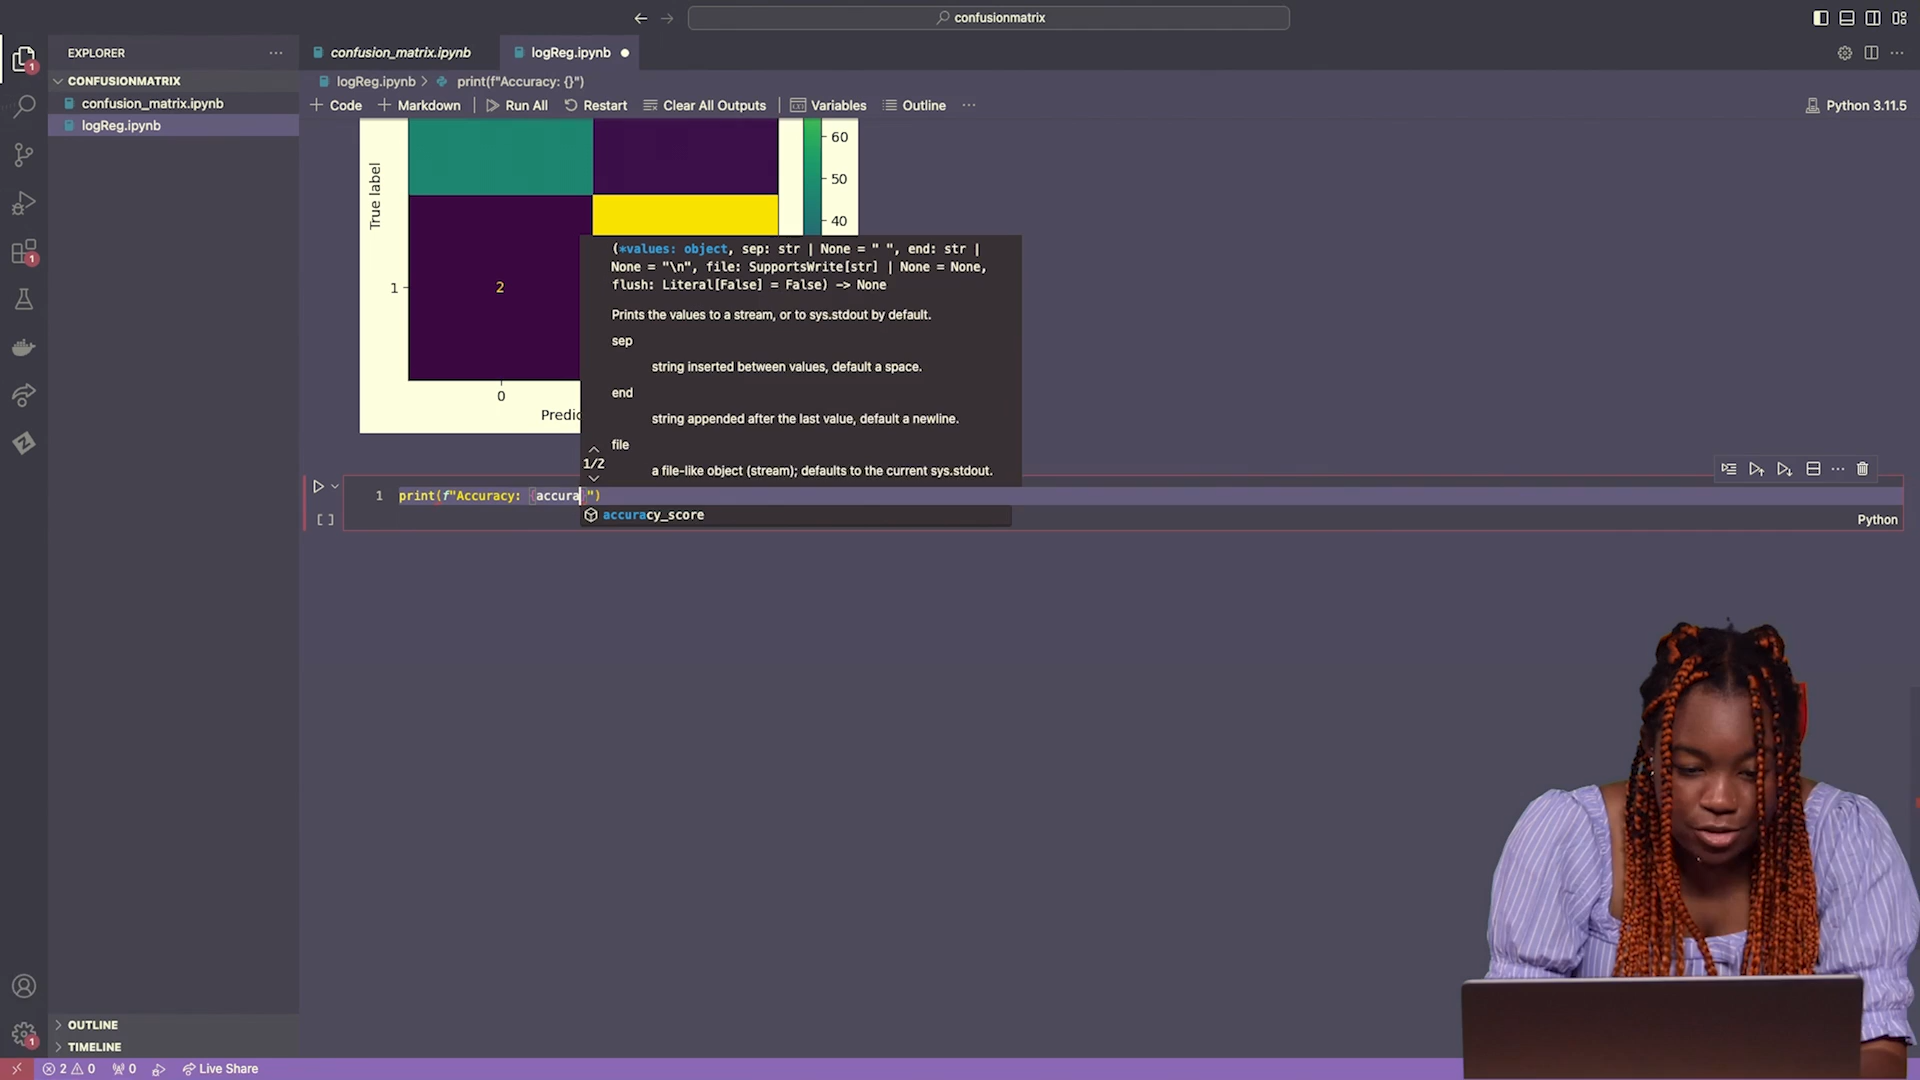 confusionmatrix
EXPLORER
CONFUSIONMATRIX
confusion_matrix.ipynb
logReg.ipynb
confusion_matrix.ipynb
logReg.ipynb
logReg.ipynb > print(f"Accuracy: {}")
+ Code + Markdown Run All Restart Clear All Outputs Variables Outline ...
Python 3.11.5
60
50
40
True label
1
2
0
Predic
(*values: object, sep: str | None = " ", end: str |
None = "\n", file: SupportsWrite[str] | None = None,
flush: Literal[False] = False) -> None
Prints the values to a stream, or to sys.stdout by default.
sep
string inserted between values, default a space.
end
string appended after the last value, default a newline.
file
1/2
a file-like object (stream); defaults to the current sys.stdout.
1 print(f"Accuracy: {accura}")
[ ]
accuracy_score
Python
OUTLINE
TIMELINE
1
1
1
2 0 0 Live Share